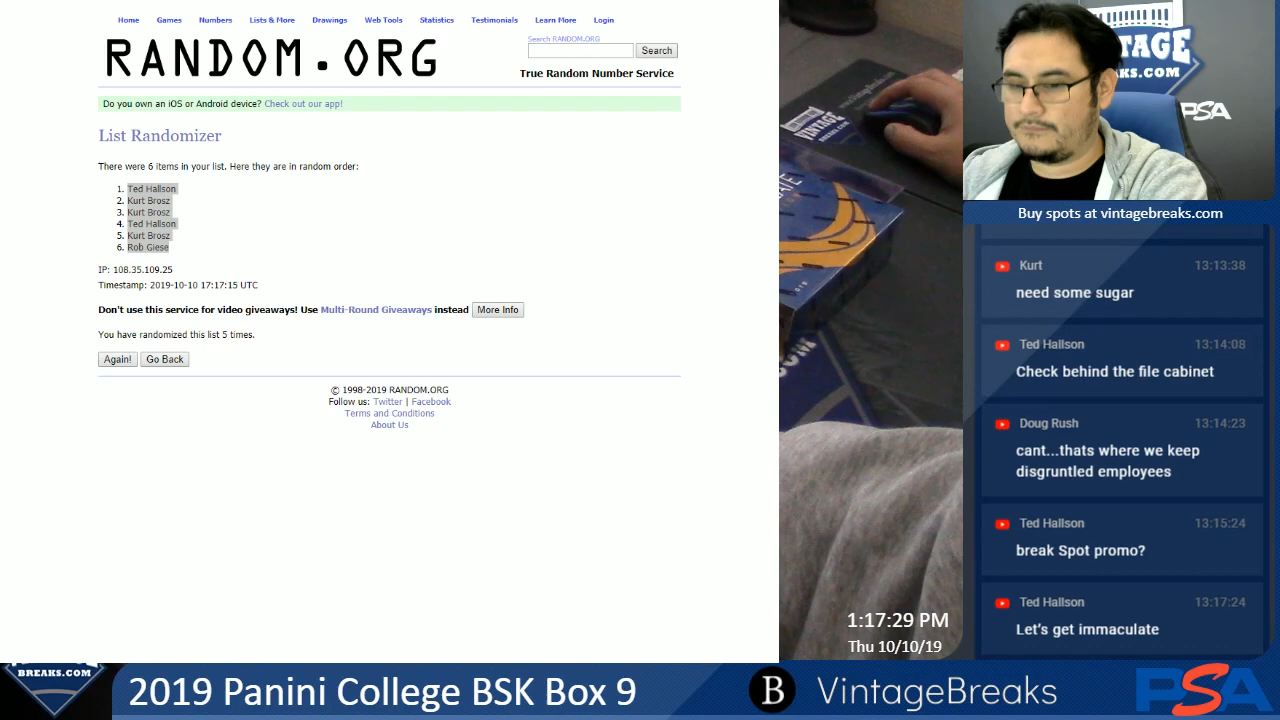 Home Games Numbers Lists & More Drawings Web Tools Statistics Testimonials Learn More Login
RANDOM.ORG
Search RANDOM.ORG
Search
True Random Number Service
Do you own an iOS or Android device? Check out our app!
List Randomizer
There were 6 items in your list. Here they are in random order:
1. Ted Hallson
2. Kurt Brosz
3. Kurt Brosz
4. Ted Hallson
5. Kurt Brosz
6. Rob Giese
IP: 108.35.109.25
Timestamp: 2019-10-10 17:17:15 UTC
Don't use this service for video giveaways! Use Multi-Round Giveaways instead More Info
You have randomized this list 5 times.
Again! Go Back
© 1998-2019 RANDOM.ORG
Follow us: Twitter | Facebook
Terms and Conditions
About Us
VINTAGE
VINTAGE
BREAKS.COM
PSA
Buy spots at vintagebreaks.com
Kurt 13:13:38
need some sugar
Ted Hallson 13:14:08
Check behind the file cabinet
Doug Rush 13:14:23
cant...thats where we keep
disgruntled employees
Ted Hallson 13:15:24
break Spot promo?
Ted Hallson 13:17:24
Let's get immaculate
1:17:29 PM
Thu 10/10/19
BREAKS.COM
2019 Panini College BSK Box 9
B VintageBreaks
PSA